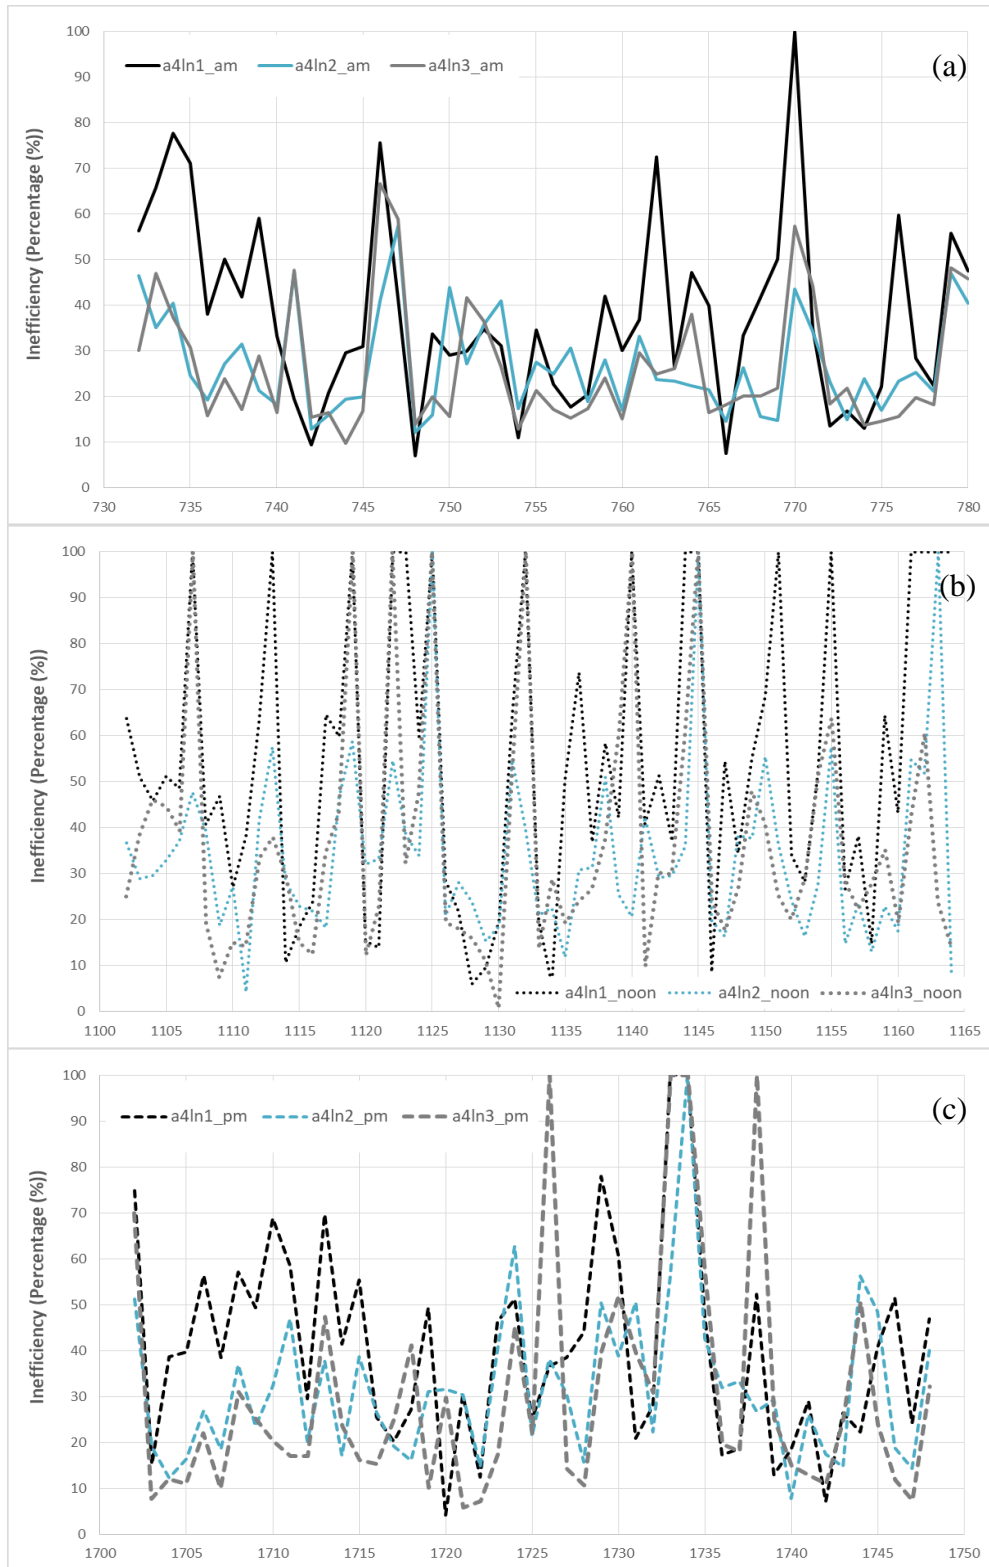 100
a4ln1_am a4ln2_am a4ln3_am
(a)
90
80
70
60
50
40
30
20
10
0
Inefficiency (Percentage (%))
730 735 740 745 750 755 760 765 770 775 780
100
(b)
90
80
70
60
50
40
30
20
10
0
Inefficiency (Percentage (%))
a4ln1_noon a4ln2_noon a4ln3_noon
1100 1105 1110 1115 1120 1125 1130 1135 1140 1145 1150 1155 1160 1165
100
a4ln1_pm a4ln2_pm a4ln3_pm
(c)
90
80
70
60
50
40
30
20
10
0
Inefficiency (Percentage (%))
1700 1705 1710 1715 1720 1725 1730 1735 1740 1745 1750